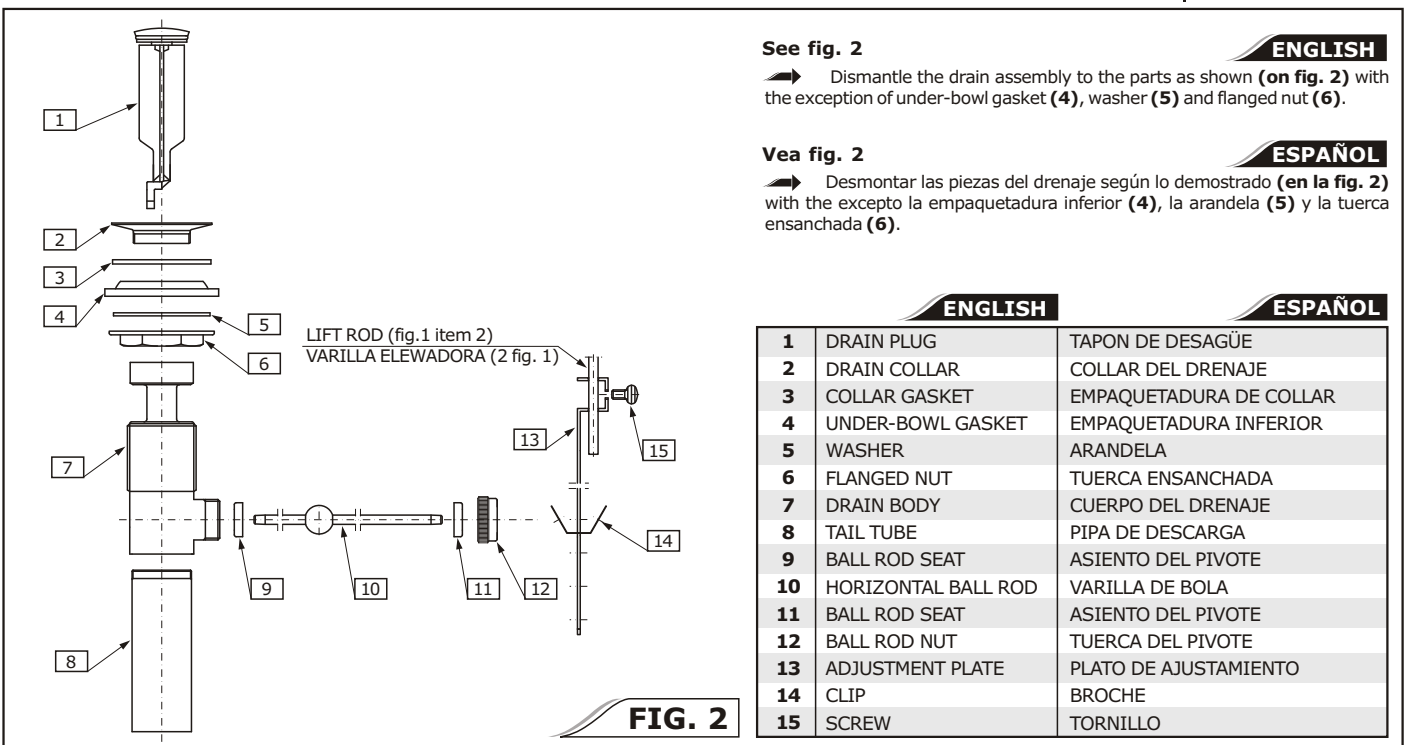 1
2
3
4
5
6
7
8
9
10
11
12
13
14
15
LIFT ROD (fig.1 item 2)
VARILLA ELEWADORA (2 fig. 1)
FIG. 2
See fig. 2
ENGLISH
Dismantle the drain assembly to the parts as shown (on fig. 2) with
the exception of under-bowl gasket (4), washer (5) and flanged nut (6).
Vea fig. 2
ESPAÑOL
Desmontar las piezas del drenaje según lo demostrado (en la fig. 2)
with the excepto la empaquetadura inferior (4), la arandela (5) y la tuerca
ensanchada (6).
ENGLISH ESPAÑOL
1 DRAIN PLUG TAPON DE DESAGÜE
2 DRAIN COLLAR COLLAR DEL DRENAJE
3 COLLAR GASKET EMPAQUETADURA DE COLLAR
4 UNDER-BOWL GASKET EMPAQUETADURA INFERIOR
5 WASHER ARANDELA
6 FLANGED NUT TUERCA ENSANCHADA
7 DRAIN BODY CUERPO DEL DRENAJE
8 TAIL TUBE PIPA DE DESCARGA
9 BALL ROD SEAT ASIENTO DEL PIVOTE
10 HORIZONTAL BALL ROD VARILLA DE BOLA
11 BALL ROD SEAT ASIENTO DEL PIVOTE
12 BALL ROD NUT TUERCA DEL PIVOTE
13 ADJUSTMENT PLATE PLATO DE AJUSTAMIENTO
14 CLIP BROCHE
15 SCREW TORNILLO